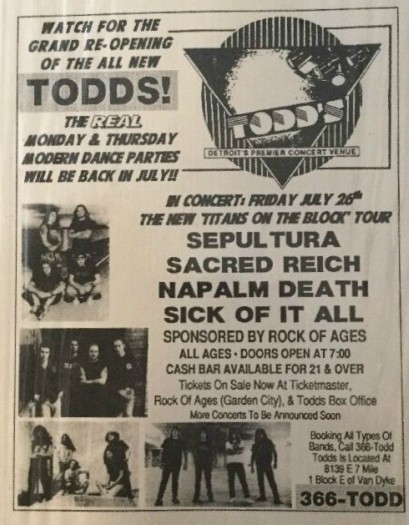 WATCH FOR THE
GRAND RE-OPENING
OF THE ALL NEW
TODDS!
THE REAL
MONDAY & THURSDAY
MODERN DANCE PARTIES
WILL BE BACK IN JULY!!
LIVE
TODD'S
DETROIT'S PREMIER CONCERT VENUE
IN CONCERT: FRIDAY JULY 26th
THE NEW 'TITANS ON THE BLOCK' TOUR
SEPULTURA
SACRED REICH
NAPALM DEATH
SICK OF IT ALL
SPONSORED BY ROCK OF AGES
ALL AGES • DOORS OPEN AT 7:00
CASH BAR AVAILABLE FOR 21 & OVER
Tickets On Sale Now At Ticketmaster,
Rock Of Ages (Garden City), & Todds Box Office
More Concerts To Be Announced Soon
Booking All Types Of
Bands, Call 366-Todd
Todds Is Located At
8139 E 7 Mile
1 Block E of Van Dyke
366-TODD